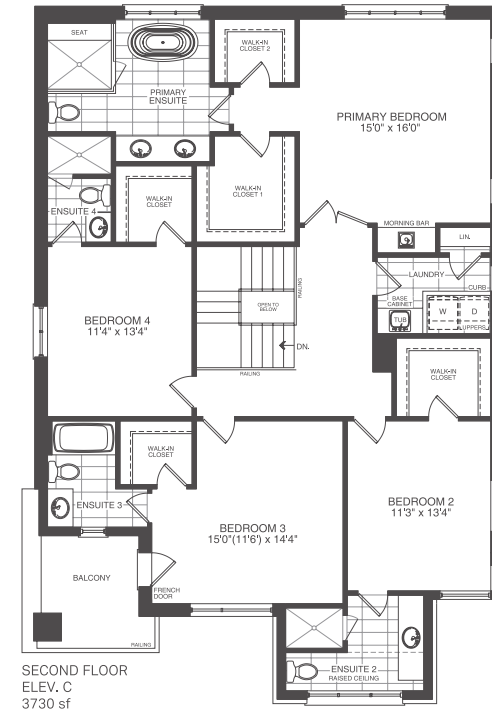 SEAT
WALK-IN
CLOSET 2
PRIMARY
ENSUITE
PRIMARY BEDROOM
15'0" x 16'0"
WALK-IN
CLOSET
WALK-IN
CLOSET 1
ENSUITE 4
MORNING BAR
LIN.
LAUNDRY
CURB
BASE
CABINET
TUB
W
D
UPPERS
RAILING
OPEN TO
BELOW
DN.
RAILING
BEDROOM 4
11'4" x 13'4"
WALK-IN
CLOSET
WALK-IN
CLOSET
ENSUITE 3
BEDROOM 2
11'3" x 13'4"
BEDROOM 3
15'0"(11'6') x 14'4"
BALCONY
FRENCH
DOOR
RAILING
ENSUITE 2
RAISED CEILING
SECOND FLOOR
ELEV. C
3730 sf